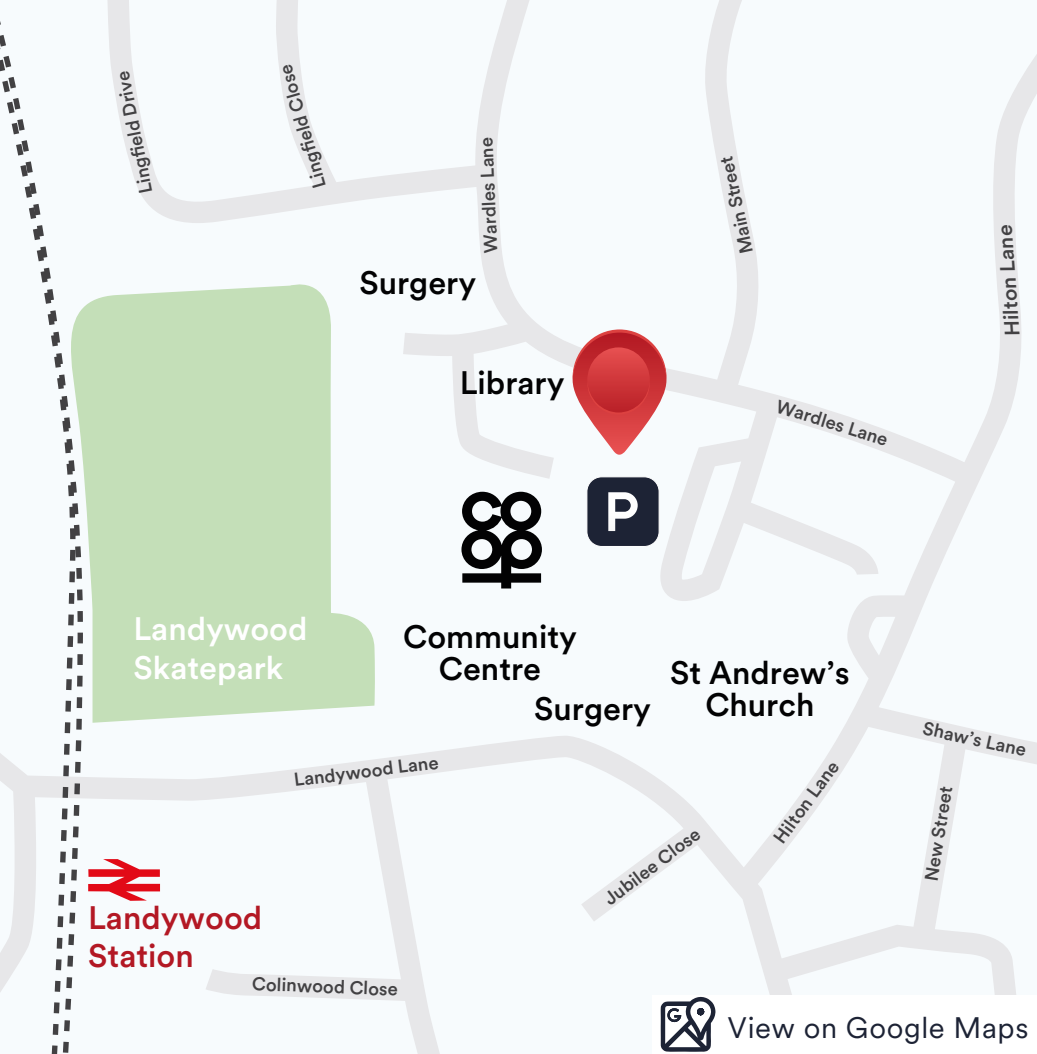 Lingfield Drive
Lingfield Close
Wardles Lane
Main Street
Hilton Lane
Surgery
Library
Wardles Lane
P
co
op
Landywood
Skatepark
Community
Centre
St Andrew's
Church
Surgery
Shaw's Lane
Landywood Lane
Hilton Lane
New Street
Jubilee Close
Landywood
Station
Colinwood Close
G
View on Google Maps